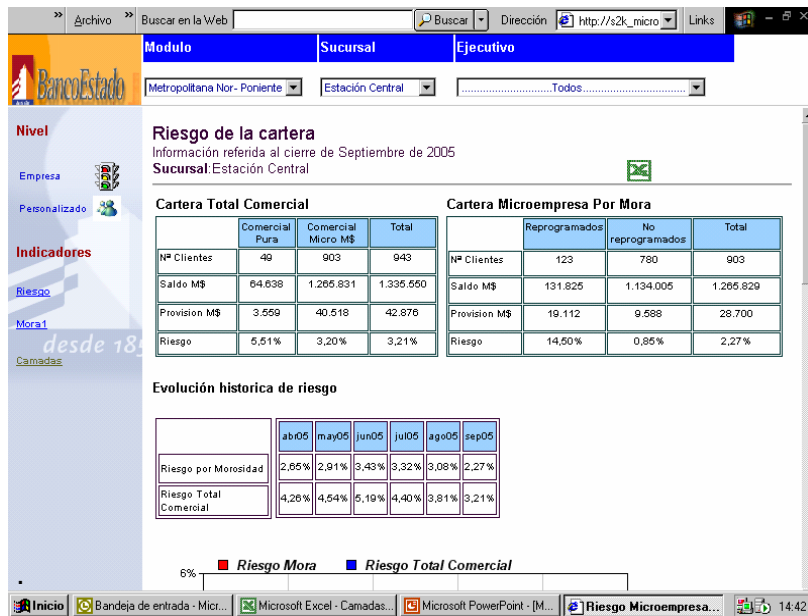 » Archivo » Buscar en la Web Buscar Dirección http://s2k_micro Links
Modulo Sucursal Ejecutivo
BancoEstado
Metropolitana Nor- Poniente Estación Central ............................Todos..................................
Nivel
Empresa
Personalizado
Indicadores
Riesgo
Mora1
desde 185
Camadas
Riesgo de la cartera
Información referida al cierre de Septiembre de 2005
Sucursal:Estación Central
Cartera Total Comercial
Comercial Pura Comercial Micro M$ Total
Nª Clientes 49 903 943
Saldo M$ 64.638 1.265.831 1.335.550
Provision M$ 3.559 40.518 42.876
Riesgo 5,51% 3,20% 3,21%
Cartera Microempresa Por Mora
Reprogramados No reprogramados Total
Nª Clientes 123 780 903
Saldo M$ 131.825 1.134.005 1.265.829
Provision M$ 19.112 9.588 28.700
Riesgo 14,50% 0,85% 2,27%
Evolución historica de riesgo
abr05 may05 jun05 jul05 ago05 sep05
Riesgo por Morosidad 2,65% 2,91% 3,43% 3,32% 3,08% 2,27%
Riesgo Total Comercial 4,26% 4,54% 5,19% 4,40% 3,81% 3,21%
Riesgo Mora Riesgo Total Comercial
6%
Inicio Bandeja de entrada - Micr... Microsoft Excel - Camadas... Microsoft PowerPoint - [M... Riesgo Microempresa... 14:42